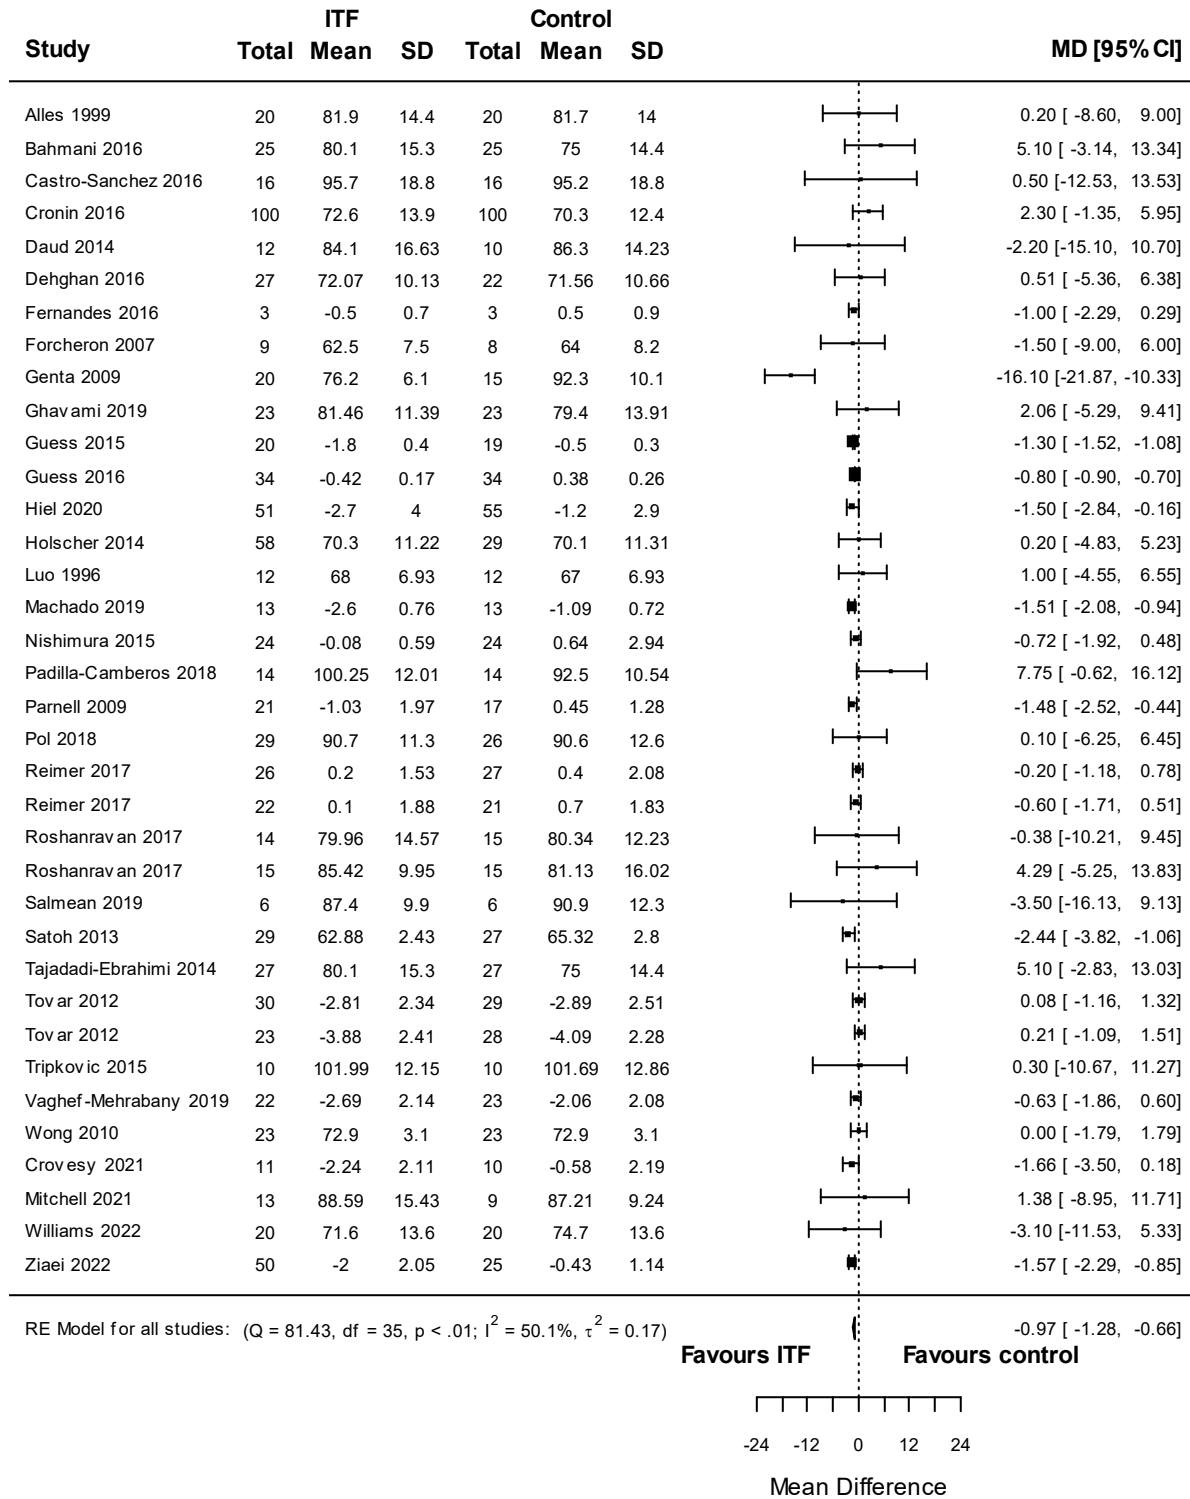 ITF Control
Study Total Mean SD Total Mean SD MD [95% CI]
Alles 1999 20 81.9 14.4 20 81.7 14 0.20 [ -8.60, 9.00]
Bahmani 2016 25 80.1 15.3 25 75 14.4 5.10 [ -3.14, 13.34]
Castro-Sanchez 2016 16 95.7 18.8 16 95.2 18.8 0.50 [-12.53, 13.53]
Cronin 2016 100 72.6 13.9 100 70.3 12.4 2.30 [ -1.35, 5.95]
Daud 2014 12 84.1 16.63 10 86.3 14.23 -2.20 [-15.10, 10.70]
Dehghan 2016 27 72.07 10.13 22 71.56 10.66 0.51 [ -5.36, 6.38]
Fernandes 2016 3 -0.5 0.7 3 0.5 0.9 -1.00 [ -2.29, 0.29]
Forcheron 2007 9 62.5 7.5 8 64 8.2 -1.50 [ -9.00, 6.00]
Genta 2009 20 76.2 6.1 15 92.3 10.1 -16.10 [-21.87, -10.33]
Ghavami 2019 23 81.46 11.39 23 79.4 13.91 2.06 [ -5.29, 9.41]
Guess 2015 20 -1.8 0.4 19 -0.5 0.3 -1.30 [ -1.52, -1.08]
Guess 2016 34 -0.42 0.17 34 0.38 0.26 -0.80 [ -0.90, -0.70]
Hiel 2020 51 -2.7 4 55 -1.2 2.9 -1.50 [ -2.84, -0.16]
Holscher 2014 58 70.3 11.22 29 70.1 11.31 0.20 [ -4.83, 5.23]
Luo 1996 12 68 6.93 12 67 6.93 1.00 [ -4.55, 6.55]
Machado 2019 13 -2.6 0.76 13 -1.09 0.72 -1.51 [ -2.08, -0.94]
Nishimura 2015 24 -0.08 0.59 24 0.64 2.94 -0.72 [ -1.92, 0.48]
Padilla-Camberos 2018 14 100.25 12.01 14 92.5 10.54 7.75 [ -0.62, 16.12]
Parnell 2009 21 -1.03 1.97 17 0.45 1.28 -1.48 [ -2.52, -0.44]
Pol 2018 29 90.7 11.3 26 90.6 12.6 0.10 [ -6.25, 6.45]
Reimer 2017 26 0.2 1.53 27 0.4 2.08 -0.20 [ -1.18, 0.78]
Reimer 2017 22 0.1 1.88 21 0.7 1.83 -0.60 [ -1.71, 0.51]
Roshanravan 2017 14 79.96 14.57 15 80.34 12.23 -0.38 [-10.21, 9.45]
Roshanravan 2017 15 85.42 9.95 15 81.13 16.02 4.29 [ -5.25, 13.83]
Salmean 2019 6 87.4 9.9 6 90.9 12.3 -3.50 [-16.13, 9.13]
Satoh 2013 29 62.88 2.43 27 65.32 2.8 -2.44 [ -3.82, -1.06]
Tajadadi-Ebrahimi 2014 27 80.1 15.3 27 75 14.4 5.10 [ -2.83, 13.03]
Tovar 2012 30 -2.81 2.34 29 -2.89 2.51 0.08 [ -1.16, 1.32]
Tovar 2012 23 -3.88 2.41 28 -4.09 2.28 0.21 [ -1.09, 1.51]
Tripkovic 2015 10 101.99 12.15 10 101.69 12.86 0.30 [-10.67, 11.27]
Vaghef-Mehrabany 2019 22 -2.69 2.14 23 -2.06 2.08 -0.63 [ -1.86, 0.60]
Wong 2010 23 72.9 3.1 23 72.9 3.1 0.00 [ -1.79, 1.79]
Crovesy 2021 11 -2.24 2.11 10 -0.58 2.19 -1.66 [ -3.50, 0.18]
Mitchell 2021 13 88.59 15.43 9 87.21 9.24 1.38 [ -8.95, 11.71]
Williams 2022 20 71.6 13.6 20 74.7 13.6 -3.10 [-11.53, 5.33]
Ziaei 2022 50 -2 2.05 25 -0.43 1.14 -1.57 [ -2.29, -0.85]
RE Model for all studies: (Q = 81.43, df = 35, p < .01; I² = 50.1%, τ² = 0.17) -0.97 [ -1.28, -0.66]
Favours ITF Favours control
-24 -12 0 12 24
Mean Difference